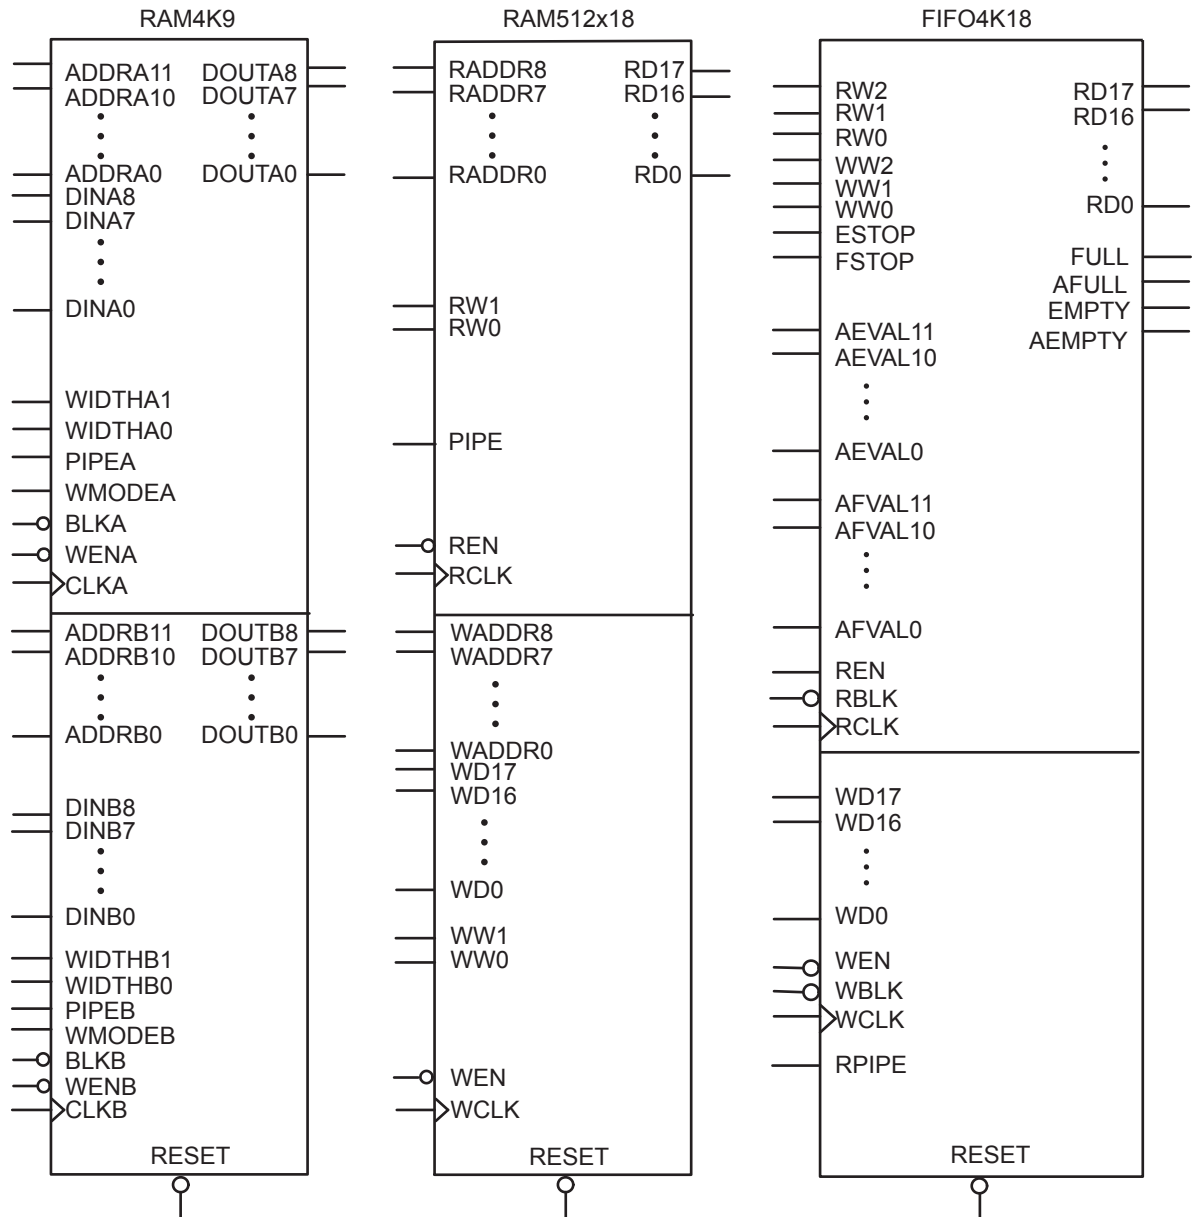 RAM4K9
ADDRA11 DOUTA8
ADDRA10 DOUTA7
ADDRA0 DOUTA0
DINA8
DINA7
DINA0
WIDTHA1
WIDTHA0
PIPEA
WMODEA
BLKA
WENA
CLKA
ADDRB11 DOUTB8
ADDRB10 DOUTB7
ADDRB0 DOUTB0
DINB8
DINB7
DINB0
WIDTHB1
WIDTHB0
PIPEB
WMODEB
BLKB
WENB
CLKB
RESET
RAM512x18
RADDR8 RD17
RADDR7 RD16
RADDR0 RD0
RW1
RW0
PIPE
REN
RCLK
WADDR8
WADDR7
WADDR0
WD17
WD16
WD0
WW1
WW0
WEN
WCLK
RESET
FIFO4K18
RW2 RD17
RW1 RD16
RW0
WW2
WW1
WW0 RD0
ESTOP
FSTOP FULL
AFULL
EMPTY
AEVAL11 AEMPTY
AEVAL10
AEVAL0
AFVAL11
AFVAL10
AFVAL0
REN
RBLK
RCLK
WD17
WD16
WD0
WEN
WBLK
WCLK
RPIPE
RESET